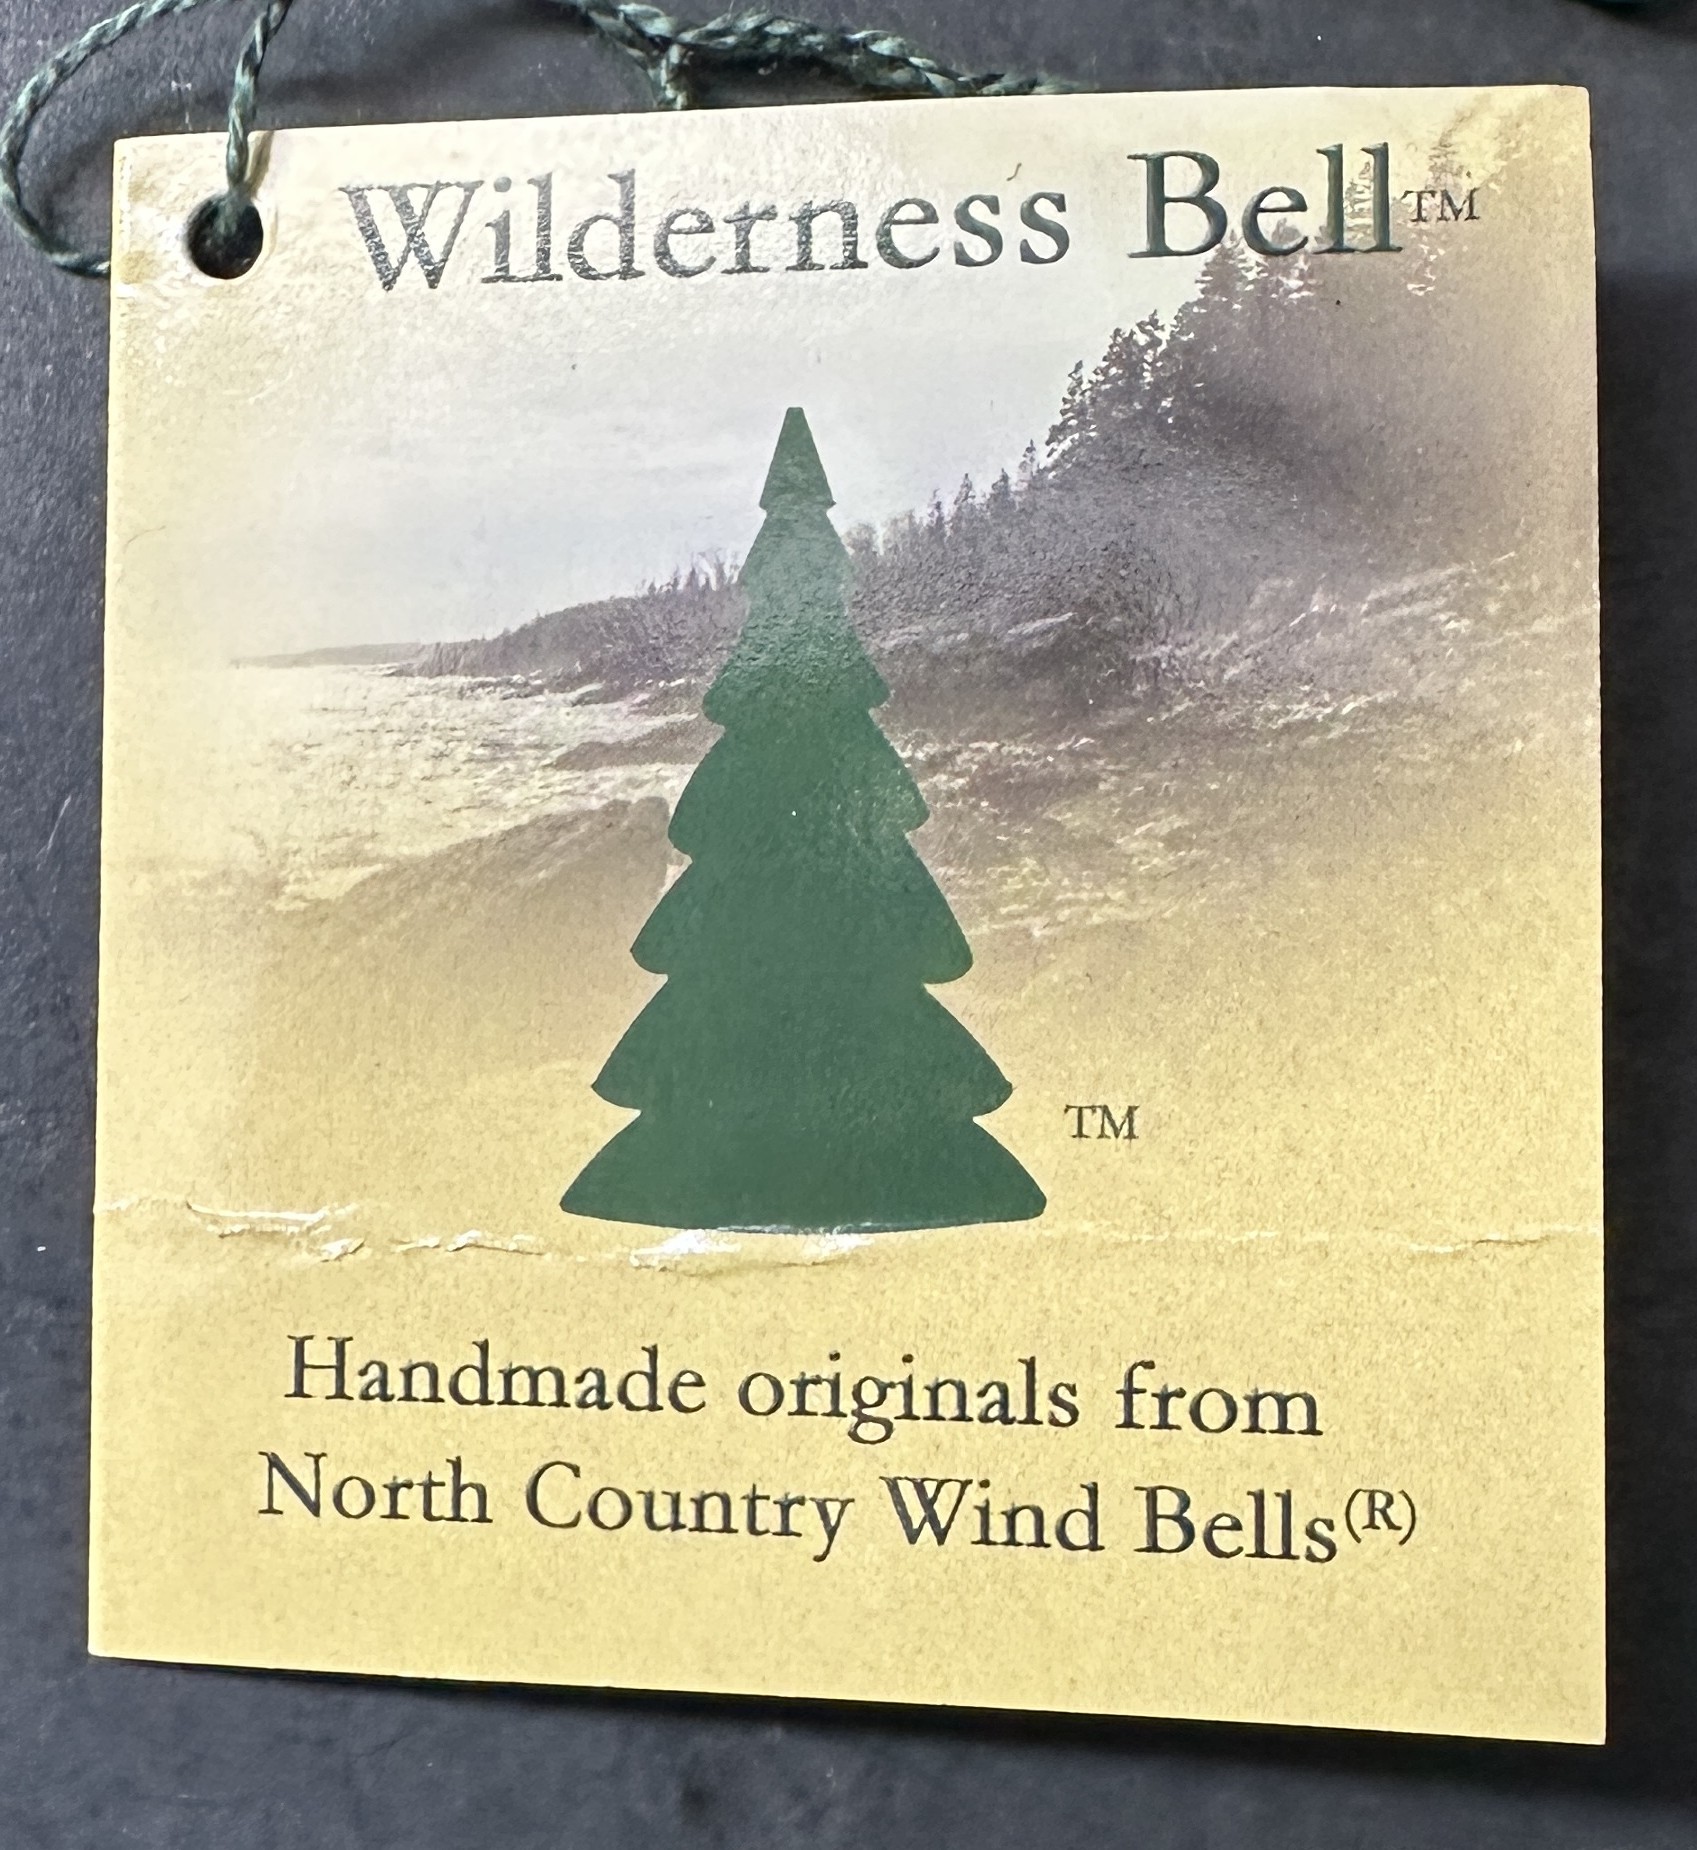 Wilderness Bell™
TM
Handmade originals from
North Country Wind Bells(R)